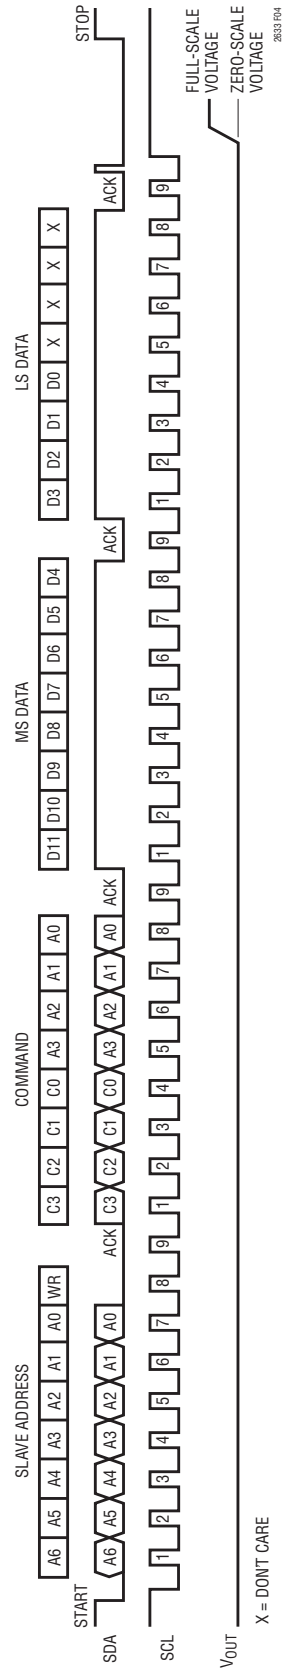 SLAVE ADDRESS COMMAND MS DATA LS DATA
A6 A5 A4 A3 A2 A1 A0 WR C3 C2 C1 C0 A3 A2 A1 A0 D11 D10 D9 D8 D7 D6 D5 D4 D3 D2 D1 D0 X X X X
START STOP
SDA A6 A5 A4 A3 A2 A1 A0 ACK C3 C2 C1 C0 A3 A2 A1 A0 ACK ACK ACK
SCL 1 2 3 4 5 6 7 8 9 1 2 3 4 5 6 7 8 9 1 2 3 4 5 6 7 8 9 1 2 3 4 5 6 7 8 9
FULL-SCALE
VOLTAGE
VOUT ZERO-SCALE
VOLTAGE
X = DON'T CARE
2633 F04